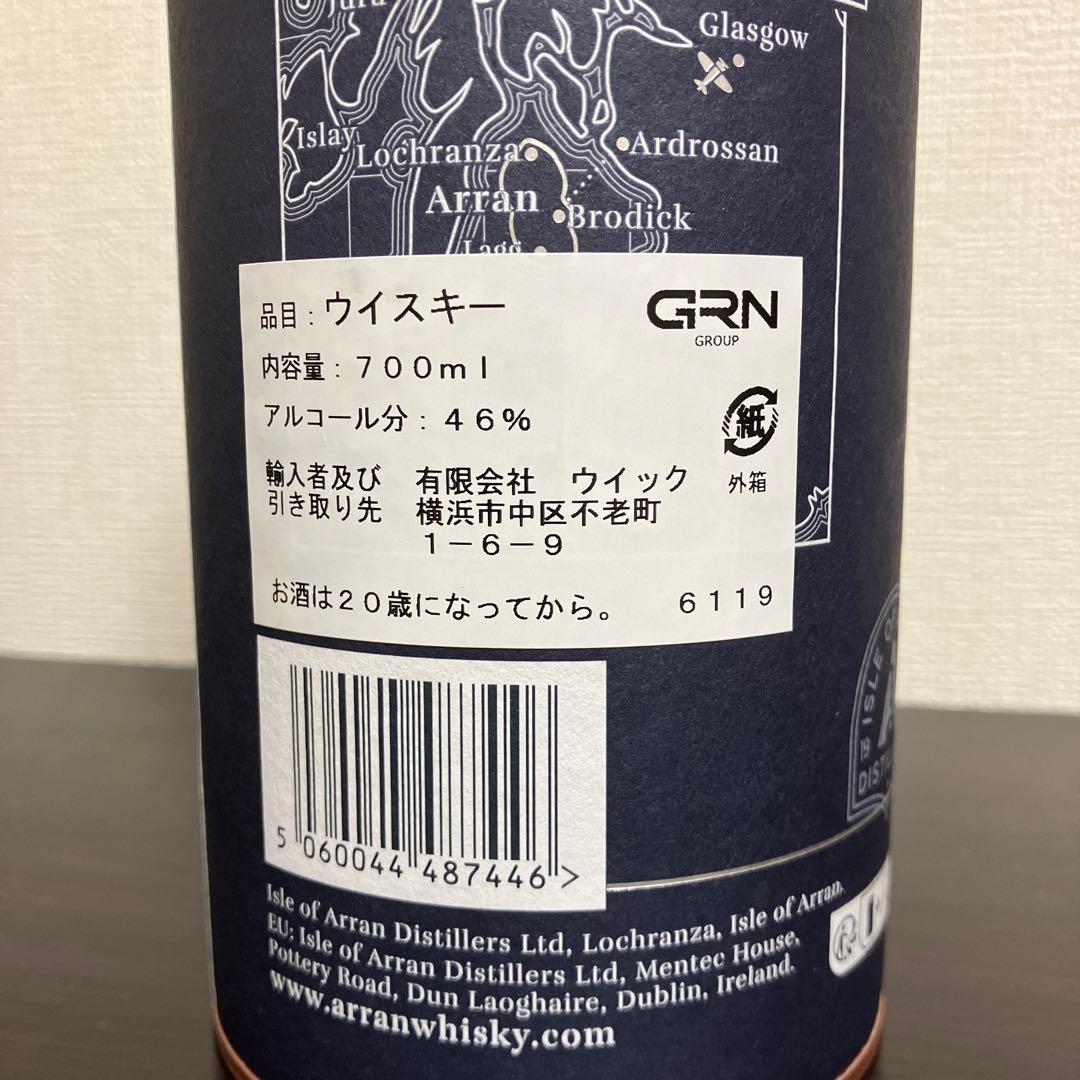 Jura
Glasgow
Islay
Lochranza
Ardrossan
Arran
Brodick
Lagg
品目：ウイスキー
GRN
GROUP
内容量：７００ｍｌ
アルコール分：４６％
紙
外箱
輸入者及び 有限会社　ウイック
引き取り先 横浜市中区不老町
１－６－９
お酒は２０歳になってから。 ６１１９
ISLE OF
19
DISTIL
5 060044 487446 >
Isle of Arran Distillers Ltd, Lochranza, Isle of Arran.
EU: Isle of Arran Distillers Ltd, Mentec House,
Pottery Road, Dun Laoghaire, Dublin, Ireland.
www.arranwhisky.com